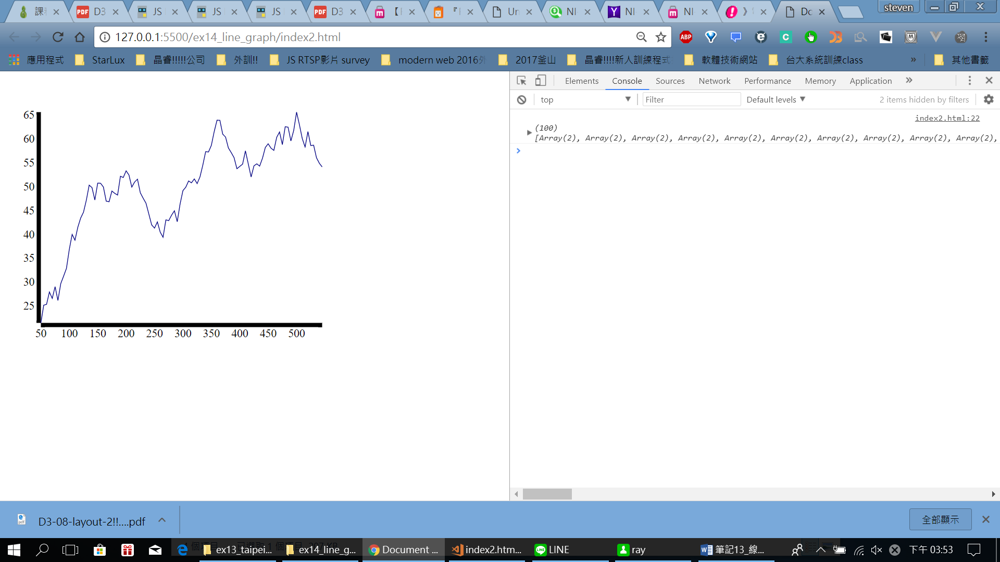 課 D3 JS JS JS D3 【 『 Un NI NI NI 》 Do steven
127.0.0.1:5500/ex14_line_graph/index2.html
應用程式 StarLux 晶睿!!!!!公司 外訓!! JS RTSP影片 survey modern web 2016 2017釜山 晶睿!!!!新人訓練程式 軟體技術網站 台大系統訓練class » 其他書籤
Elements Console Sources Network Performance Memory Application »
top Filter Default levels 2 items hidden by filters
index2.html:22
(100)
[Array(2), Array(2), Array(2), Array(2), Array(2), Array(2), Array(2), Array(2), Array(2), Array(2),
65
60
55
50
45
40
35
30
25
50 100 150 200 250 300 350 400 450 500
D3-08-layout-2!!....pdf 全部顯示
ex13_taipei... ex14_line_g... Document ... index2.htm... LINE ray 筆記13_線... 下午 03:53